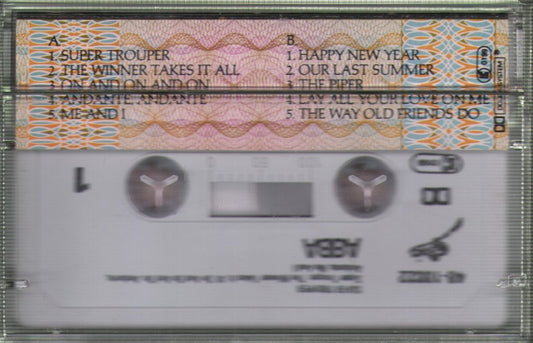 A.
1. SUPER TROUPER
2. THE WINNER TAKES IT ALL
3. ON AND ON AND ON
4. ANDANTE, ANDANTE
5. ME AND I
B.
1. HAPPY NEW YEAR
2. OUR LAST SUMMER
3. THE PIPER
4. LAY ALL YOUR LOVE ON ME
5. THE WAY OLD FRIENDS DO
1
ABBA